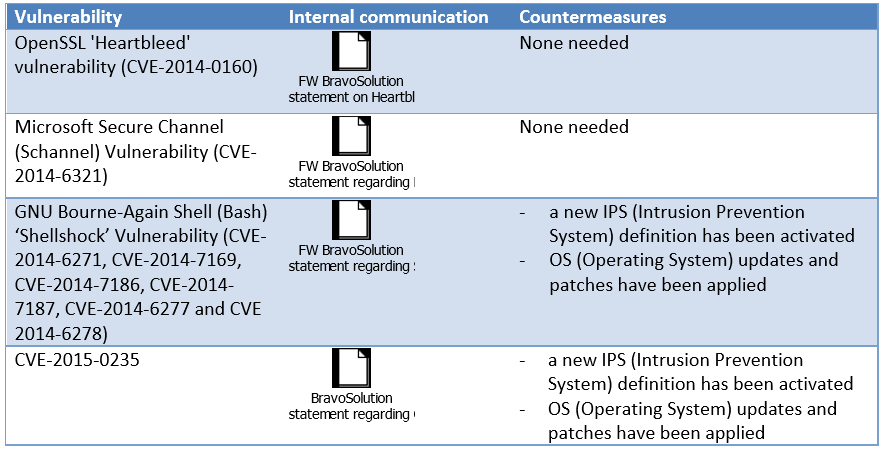 Vulnerability
Internal communication
Countermeasures
OpenSSL 'Heartbleed'
vulnerability (CVE-2014-0160)
FW BravoSolution
statement on Heartbl
None needed
Microsoft Secure Channel
(Schannel) Vulnerability (CVE-
2014-6321)
FW BravoSolution
statement regarding
None needed
GNU Bourne-Again Shell (Bash)
‘Shellshock’ Vulnerability (CVE-
2014-6271, CVE-2014-7169,
CVE-2014-7186, CVE-2014-
7187, CVE-2014-6277 and CVE
2014-6278)
FW BravoSolution
statement regarding
- a new IPS (Intrusion Prevention
System) definition has been activated
- OS (Operating System) updates and
patches have been applied
CVE-2015-0235
BravoSolution
statement regarding
- a new IPS (Intrusion Prevention
System) definition has been activated
- OS (Operating System) updates and
patches have been applied